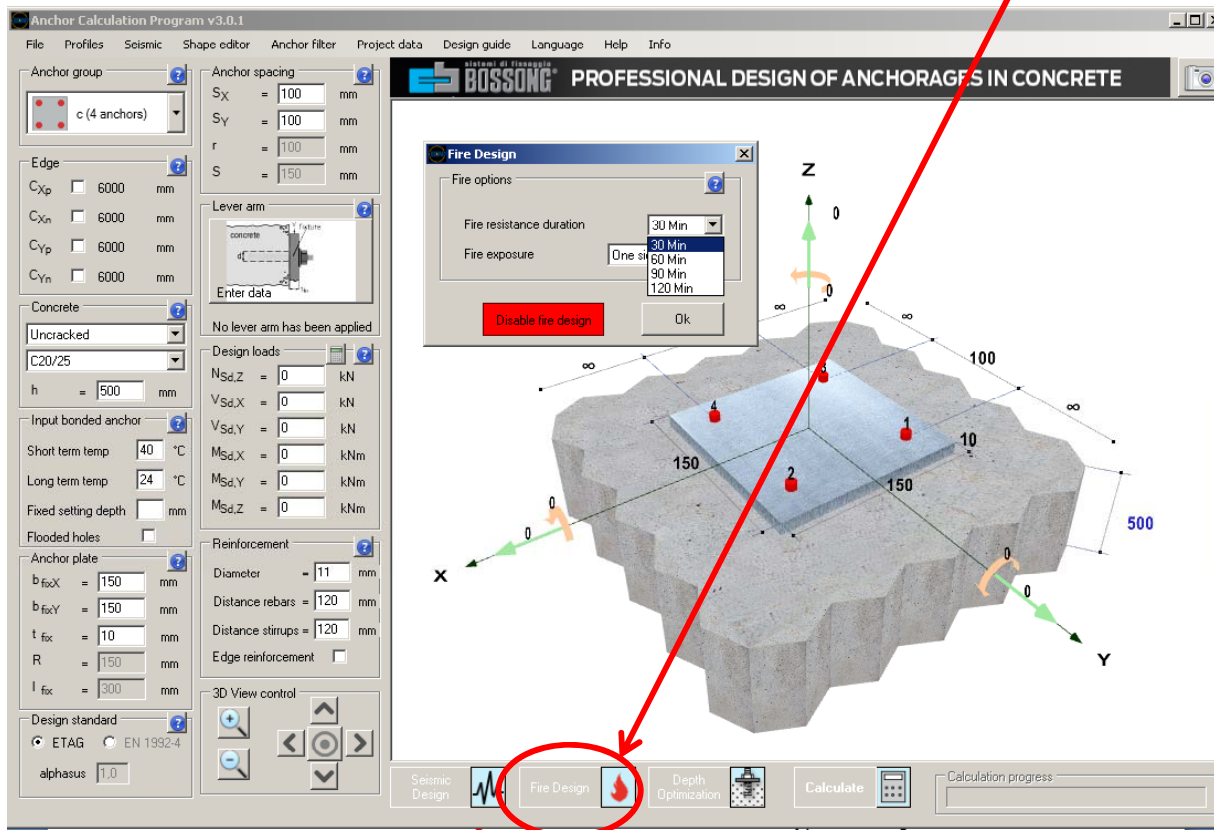 Anchor Calculation Program v3.0.1
File Profiles Seismic Shape editor Anchor filter Project data Design guide Language Help Info
sistemi di fissaggio
BOSSONG® PROFESSIONAL DESIGN OF ANCHORAGES IN CONCRETE
Anchor group
c (4 anchors)
Edge
CXp 6000 mm
CXn 6000 mm
CYp 6000 mm
CYn 6000 mm
Concrete
Uncracked
C20/25
h = 500 mm
Input bonded anchor
Short term temp 40 °C
Long term temp 24 °C
Fixed setting depth mm
Flooded holes
Anchor plate
b fixX = 150 mm
b fixY = 150 mm
t fix = 10 mm
R = 150 mm
l fix = 300 mm
Design standard
ETAG EN 1992-4
alphasus 1,0
Anchor spacing
SX = 100 mm
SY = 100 mm
r = 100 mm
S = 150 mm
Lever arm
concrete fixture
d
Enter data
No lever arm has been applied
Design loads
NSd,Z = 0 kN
VSd,X = 0 kN
VSd,Y = 0 kN
MSd,X = 0 kNm
MSd,Y = 0 kNm
MSd,Z = 0 kNm
Reinforcement
Diameter = 11 mm
Distance rebars = 120 mm
Distance stirrups = 120 mm
Edge reinforcement
3D View control
Fire Design
Fire options
Fire resistance duration 30 Min
Fire exposure One si
30 Min
60 Min
90 Min
120 Min
Disable fire design Ok
Z
0
0
∞ ∞
∞ 100
∞
3
4
1
2
10
150 150
500
0
0
X
0
0
Y
Seismic Design
Fire Design
Depth Optimization
Calculate
Calculation progress